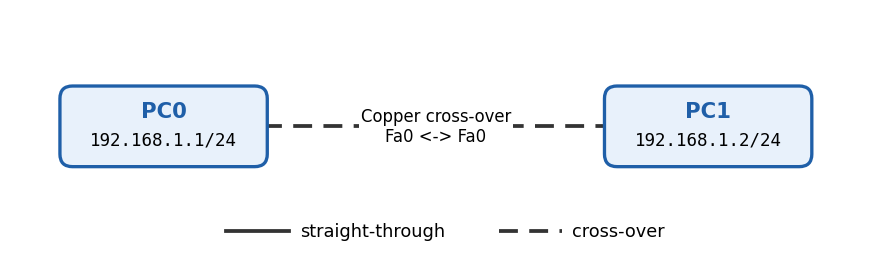 PC0
192.168.1.1/24
Copper cross-over
Fa0 <-> Fa0
PC1
192.168.1.2/24
straight-through
cross-over